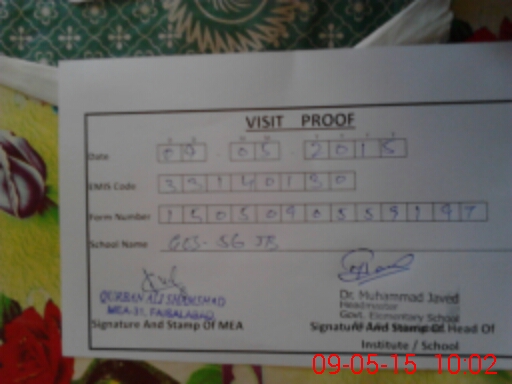 VISIT PROOF
Date 09 05 2015
EMIS Code 33140130
Form Number 1505090559197
School Name GES- 56 JB
QURBAN ALI SHAMSHAD
MEA-31, FAISALABAD
Signature And Stamp Of MEA
Dr. Muhammad Javed
Headmaster
Govt. Elementary School
Signature And Stamp Of Head Of
Institute / School
09-05-15 10:02